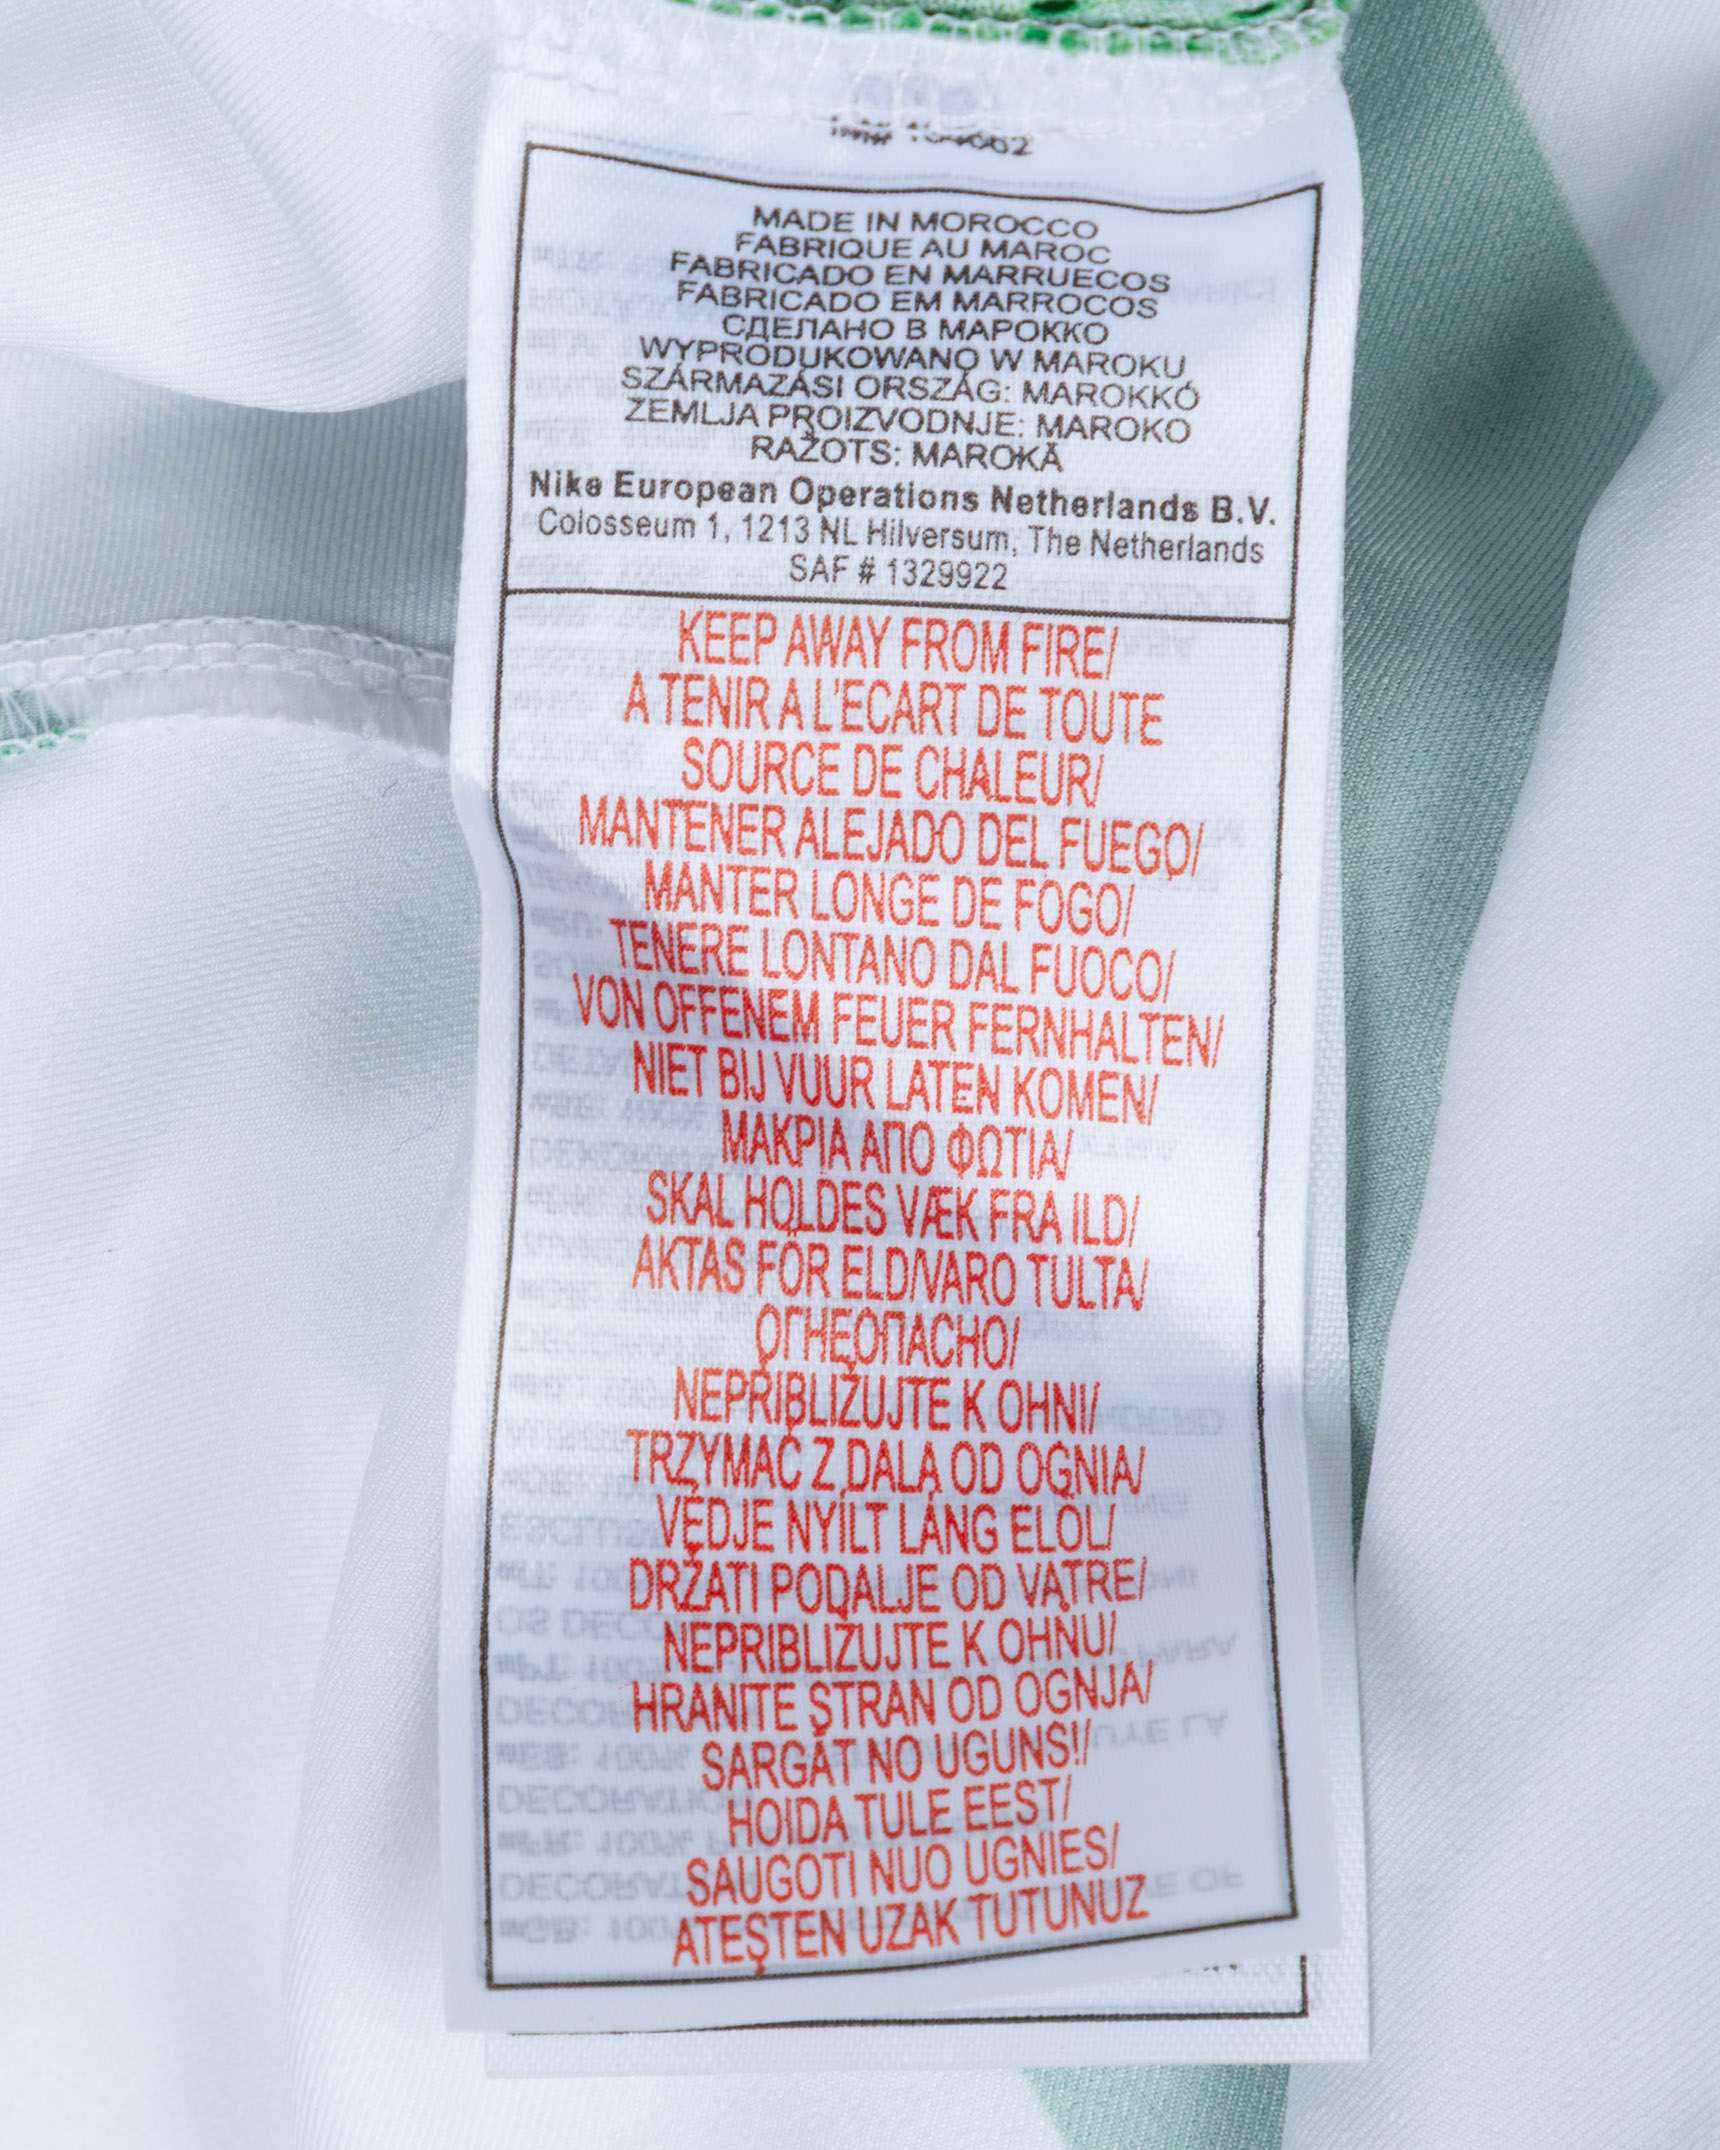 MADE IN MOROCCO
FABRIQUE AU MAROC
FABRICADO EN MARRUECOS
FABRICADO EM MARROCOS
СДЕЛАНО В МАРОККО
WYPRODUKOWANO W MAROKU
SZÁRMAZÁSI ORSZÁG: MAROKKÓ
ZEMLJA PROIZVODNJE: MAROKO
RAŽOTS: MAROKĀ
Nike European Operations Netherlands B.V.
Colosseum 1, 1213 NL Hilversum, The Netherlands
SAF # 1329922
KEEP AWAY FROM FIRE/
A TENIR A L'ECART DE TOUTE
SOURCE DE CHALEUR/
MANTENER ALEJADO DEL FUEGO/
MANTER LONGE DE FOGO/
TENERE LONTANO DAL FUOCO/
VON OFFENEM FEUER FERNHALTEN/
NIET BIJ VUUR LATEN KOMEN/
ΜΑΚΡΙΑ ΑΠΟ ΦΩΤΙΑ/
SKAL HOLDES VÆK FRA ILD/
AKTAS FÖR ELD/VARO TULTA/
ОГНЕОПАСНО/
NEPŘIBLIŽUJTE K OHNI/
TRZYMAĆ Z DALA OD OGNIA/
VÉDJE NYÍLT LÁNG ELŐL/
DRŽATI PODALJE OD VATRE/
NEPRIBLIŽUJTE K OHŇU/
HRANITE STRAN OD OGNJA/
SARGĀT NO UGUNS!/
HOIDA TULE EEST/
SAUGOTI NUO UGNIES/
ATEŞTEN UZAK TUTUNUZ